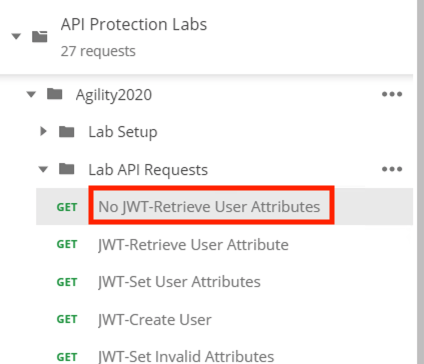 API Protection Labs
27 requests
Agility2020
Lab Setup
Lab API Requests
GET No JWT-Retrieve User Attributes
GET JWT-Retrieve User Attribute
GET JWT-Set User Attributes
GET JWT-Create User
GET JWT-Set Invalid Attributes